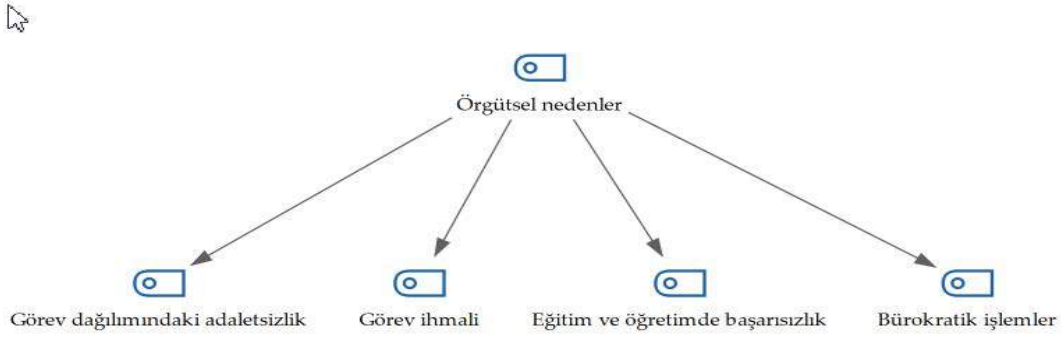 Örgütsel nedenler
Görev dağılımındaki adaletsizlik
Görev ihmali
Eğitim ve öğretimde başarısızlık
Bürokratik işlemler